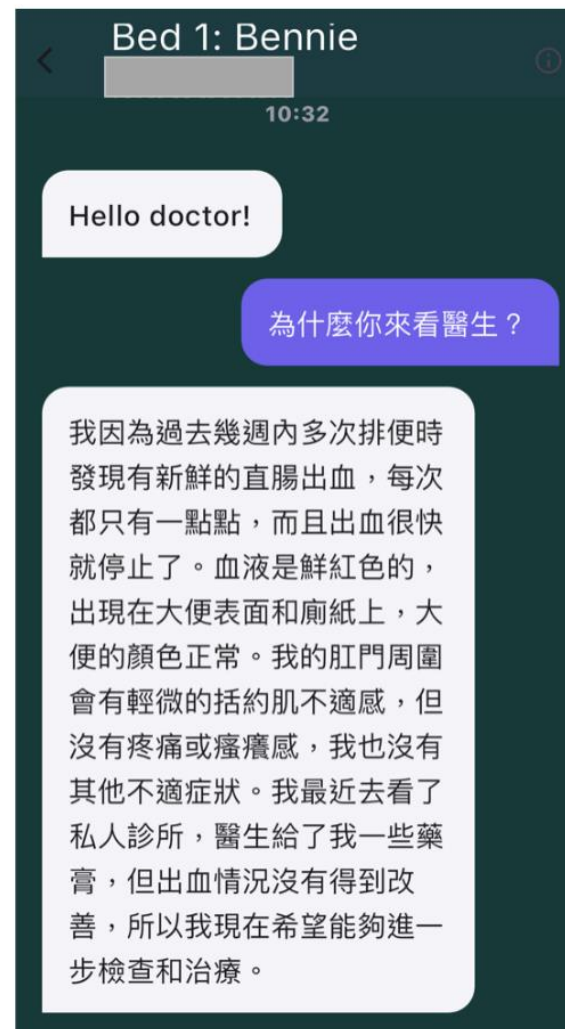 Bed 1: Bennie
10:32
Hello doctor!
為什麼你來看醫生？
我因為過去幾週內多次排便時
發現有新鮮的直腸出血，每次
都只有一點點，而且出血很快
就停止了。血液是鮮紅色的，
出現在大便表面和廁紙上，大
便的顏色正常。我的肛門周圍
會有輕微的括約肌不適感，但
沒有疼痛或瘙癢感，我也沒有
其他不適症狀。我最近去看了
私人診所，醫生給了我一些藥
膏，但出血情況沒有得到改
善，所以我現在希望能夠進一
步檢查和治療。